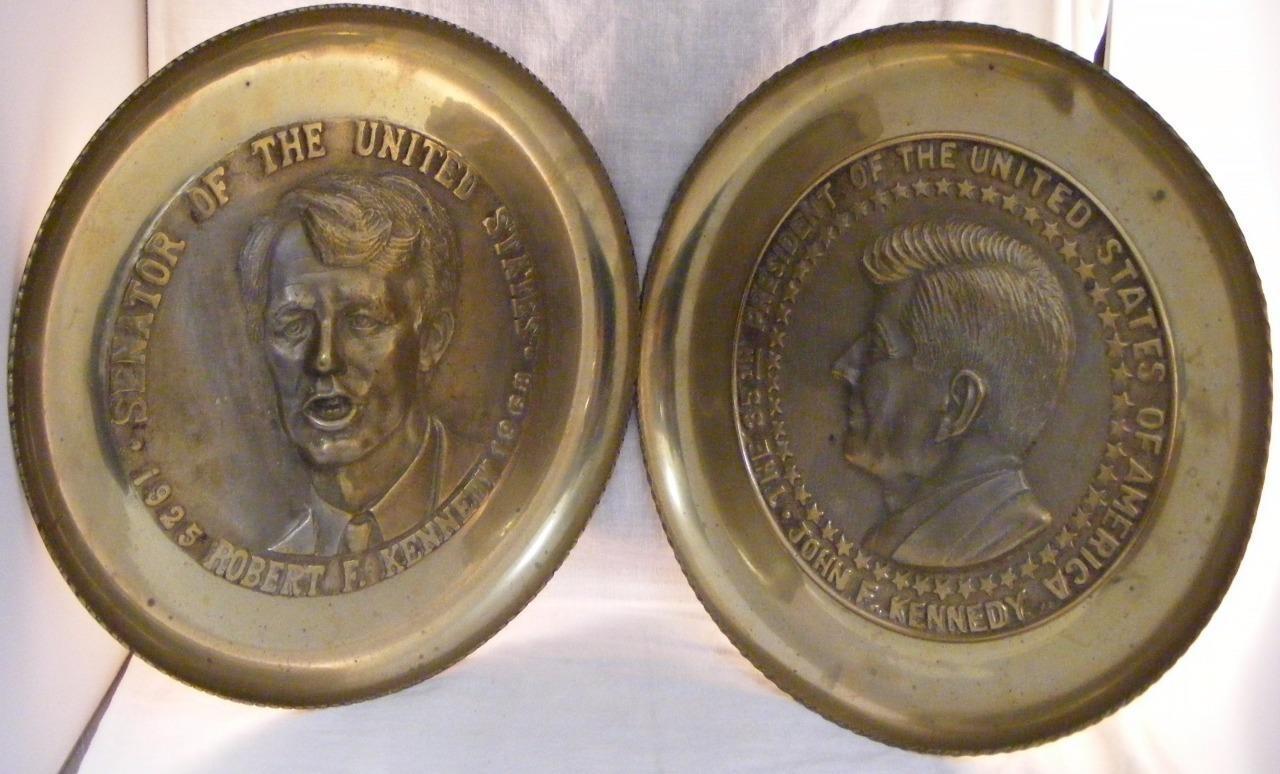 SENATOR OF THE UNITED STATES
1925 ROBERT F. KENNEDY 1968
THE 35TH PRESIDENT OF THE UNITED STATES OF AMERICA
JOHN F. KENNEDY